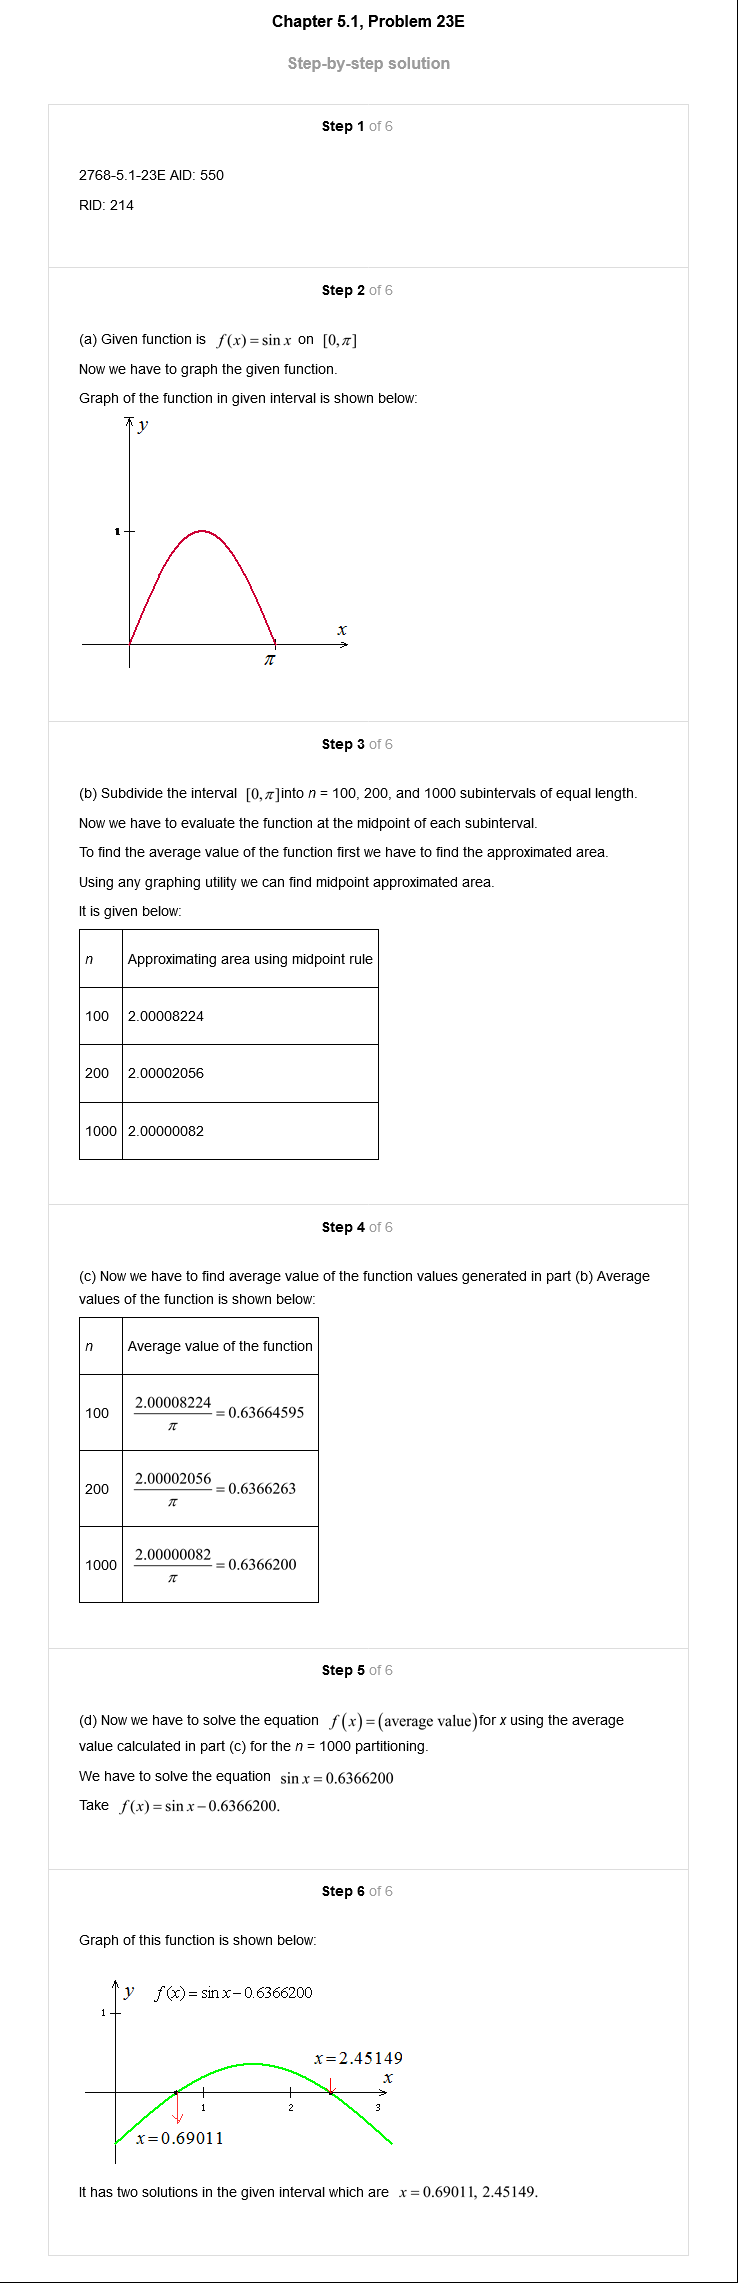 Chapter 5.1, Problem 23E
Step-by-step solution
Step 1 of 6
2768-5.1-23E AID: 550
RID: 214
Step 2 of 6
(a) Given function is f(x) = sin x on [0, π]
Now we have to graph the given function.
Graph of the function in given interval is shown below:
y
1
x
π
Step 3 of 6
(b) Subdivide the interval [0, π]into n = 100, 200, and 1000 subintervals of equal length.
Now we have to evaluate the function at the midpoint of each subinterval.
To find the average value of the function first we have to find the approximated area.
Using any graphing utility we can find midpoint approximated area.
It is given below:
n Approximating area using midpoint rule
100 2.00008224
200 2.00002056
1000 2.00000082
Step 4 of 6
(c) Now we have to find average value of the function values generated in part (b) Average
values of the function is shown below:
n Average value of the function
100 2.00008224/π = 0.63664595
200 2.00002056/π = 0.6366263
1000 2.00000082/π = 0.6366200
Step 5 of 6
(d) Now we have to solve the equation f(x) = (average value)for x using the average
value calculated in part (c) for the n = 1000 partitioning.
We have to solve the equation sin x = 0.6366200
Take f(x) = sin x − 0.6366200.
Step 6 of 6
Graph of this function is shown below:
y f(x) = sin x − 0.6366200
1
x=2.45149
x
1 2 3
x=0.69011
It has two solutions in the given interval which are x = 0.69011, 2.45149.